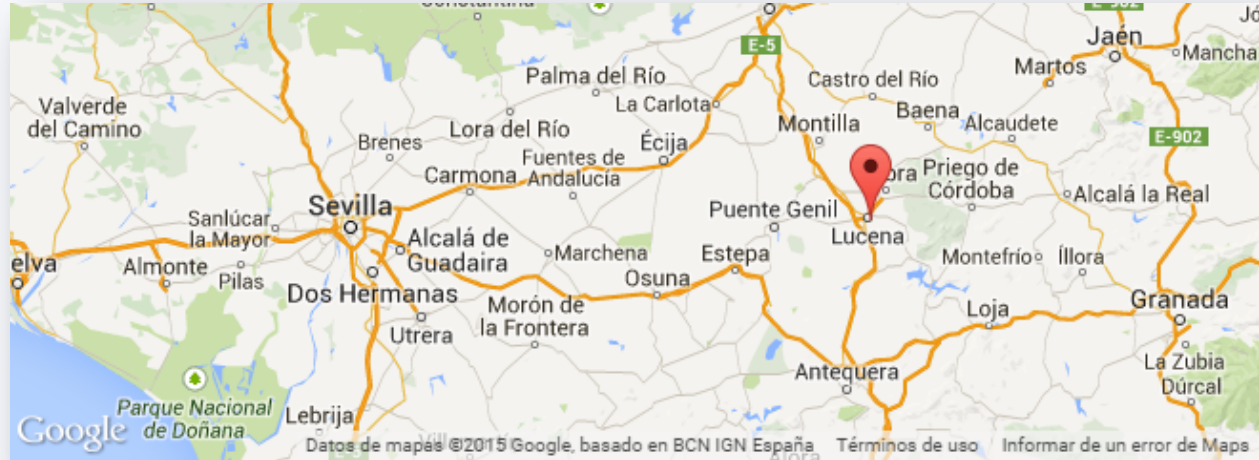 Constantina
E-5
E-902
Jaén
Mancha
Martos
Palma del Río
Castro del Río
La Carlota
Valverde
del Camino
Baena
Lora del Río
Montilla
Alcaudete
E-902
Brenes
Écija
Fuentes de
Andalucía
Carmona
Priego de
Córdoba
Alcalá la Real
Sevilla
Sanlúcar
la Mayor
Puente Genil
Lucena
Alcalá de
Guadaira
Marchena
Estepa
Montefrío
Íllora
elva
Almonte
Pilas
Osuna
Dos Hermanas
Morón de
la Frontera
Granada
Loja
Utrera
La Zubia
Antequera
Dúrcal
Parque Nacional
de Doñana
Lebrija
Google
Datos de mapas ©2015 Google, basado en BCN IGN España Términos de uso Informar de un error de Maps